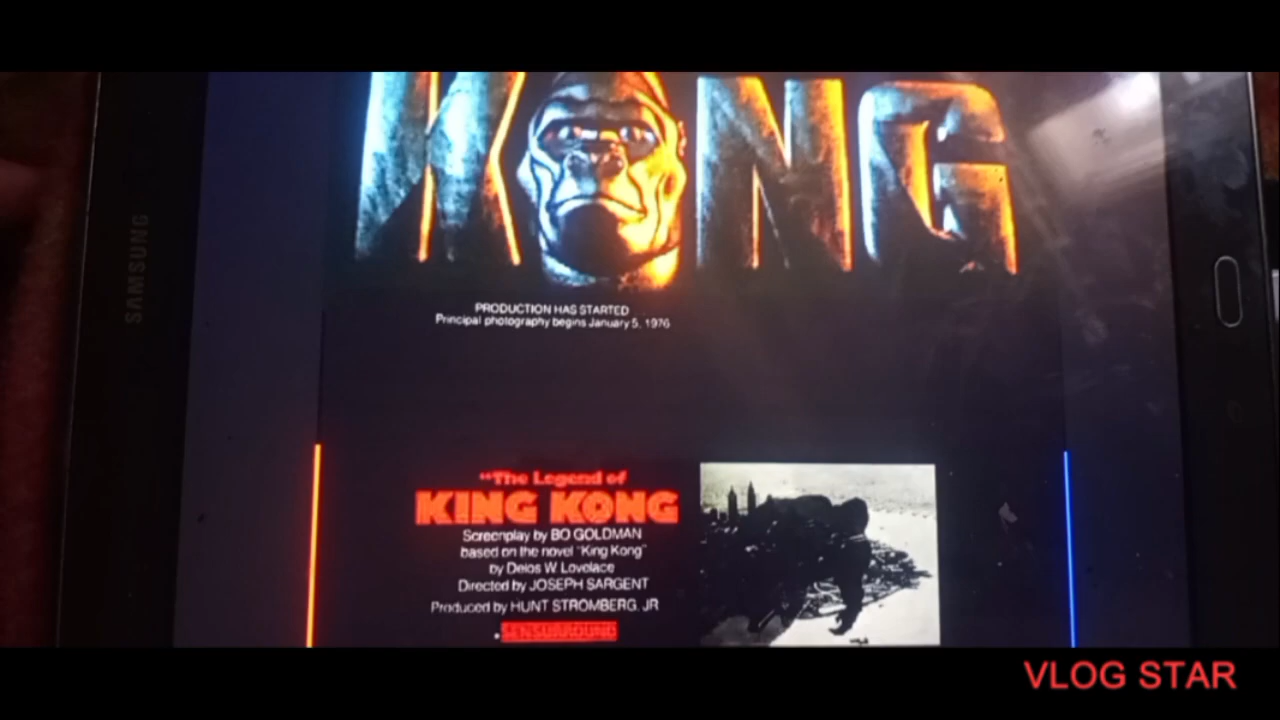 KONG
SAMSUNG
PRODUCTION HAS STARTED
Principal photography begins January 5, 1976
"The Legend of
KING KONG
Screenplay by BO GOLDMAN
based on the novel "King Kong"
by Delos W. Lovelace
Directed by JOSEPH SARGENT
Produced by HUNT STROMBERG, JR
SENSURROUND
VLOG STAR